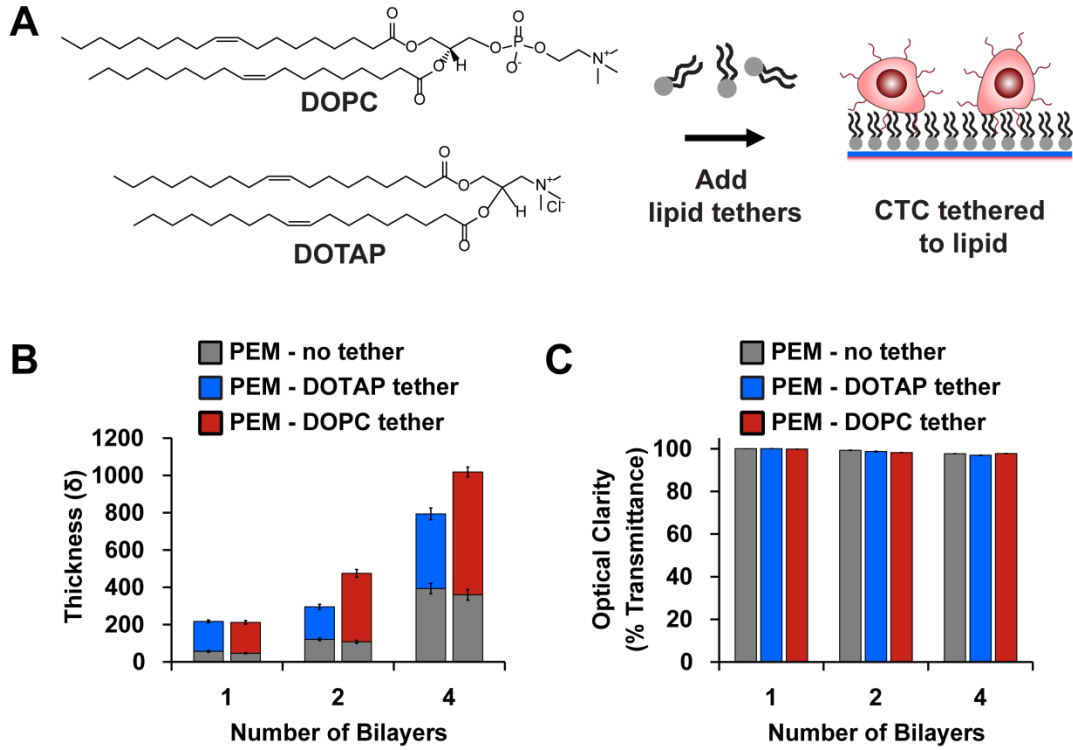 A
O
O
O
H
O
O
P
O
O
O-
N+
DOPC
O
O
O
H
O
N+
Cl-
DOTAP
Add
lipid tethers
CTC tethered
to lipid
B
PEM - no tether
PEM - DOTAP tether
PEM - DOPC tether
Thickness (δ)
1200
1000
800
600
400
200
0
1
2
4
Number of Bilayers
C
PEM - no tether
PEM - DOTAP tether
PEM - DOPC tether
Optical Clarity
(% Transmittance)
100
80
60
40
20
0
1
2
4
Number of Bilayers